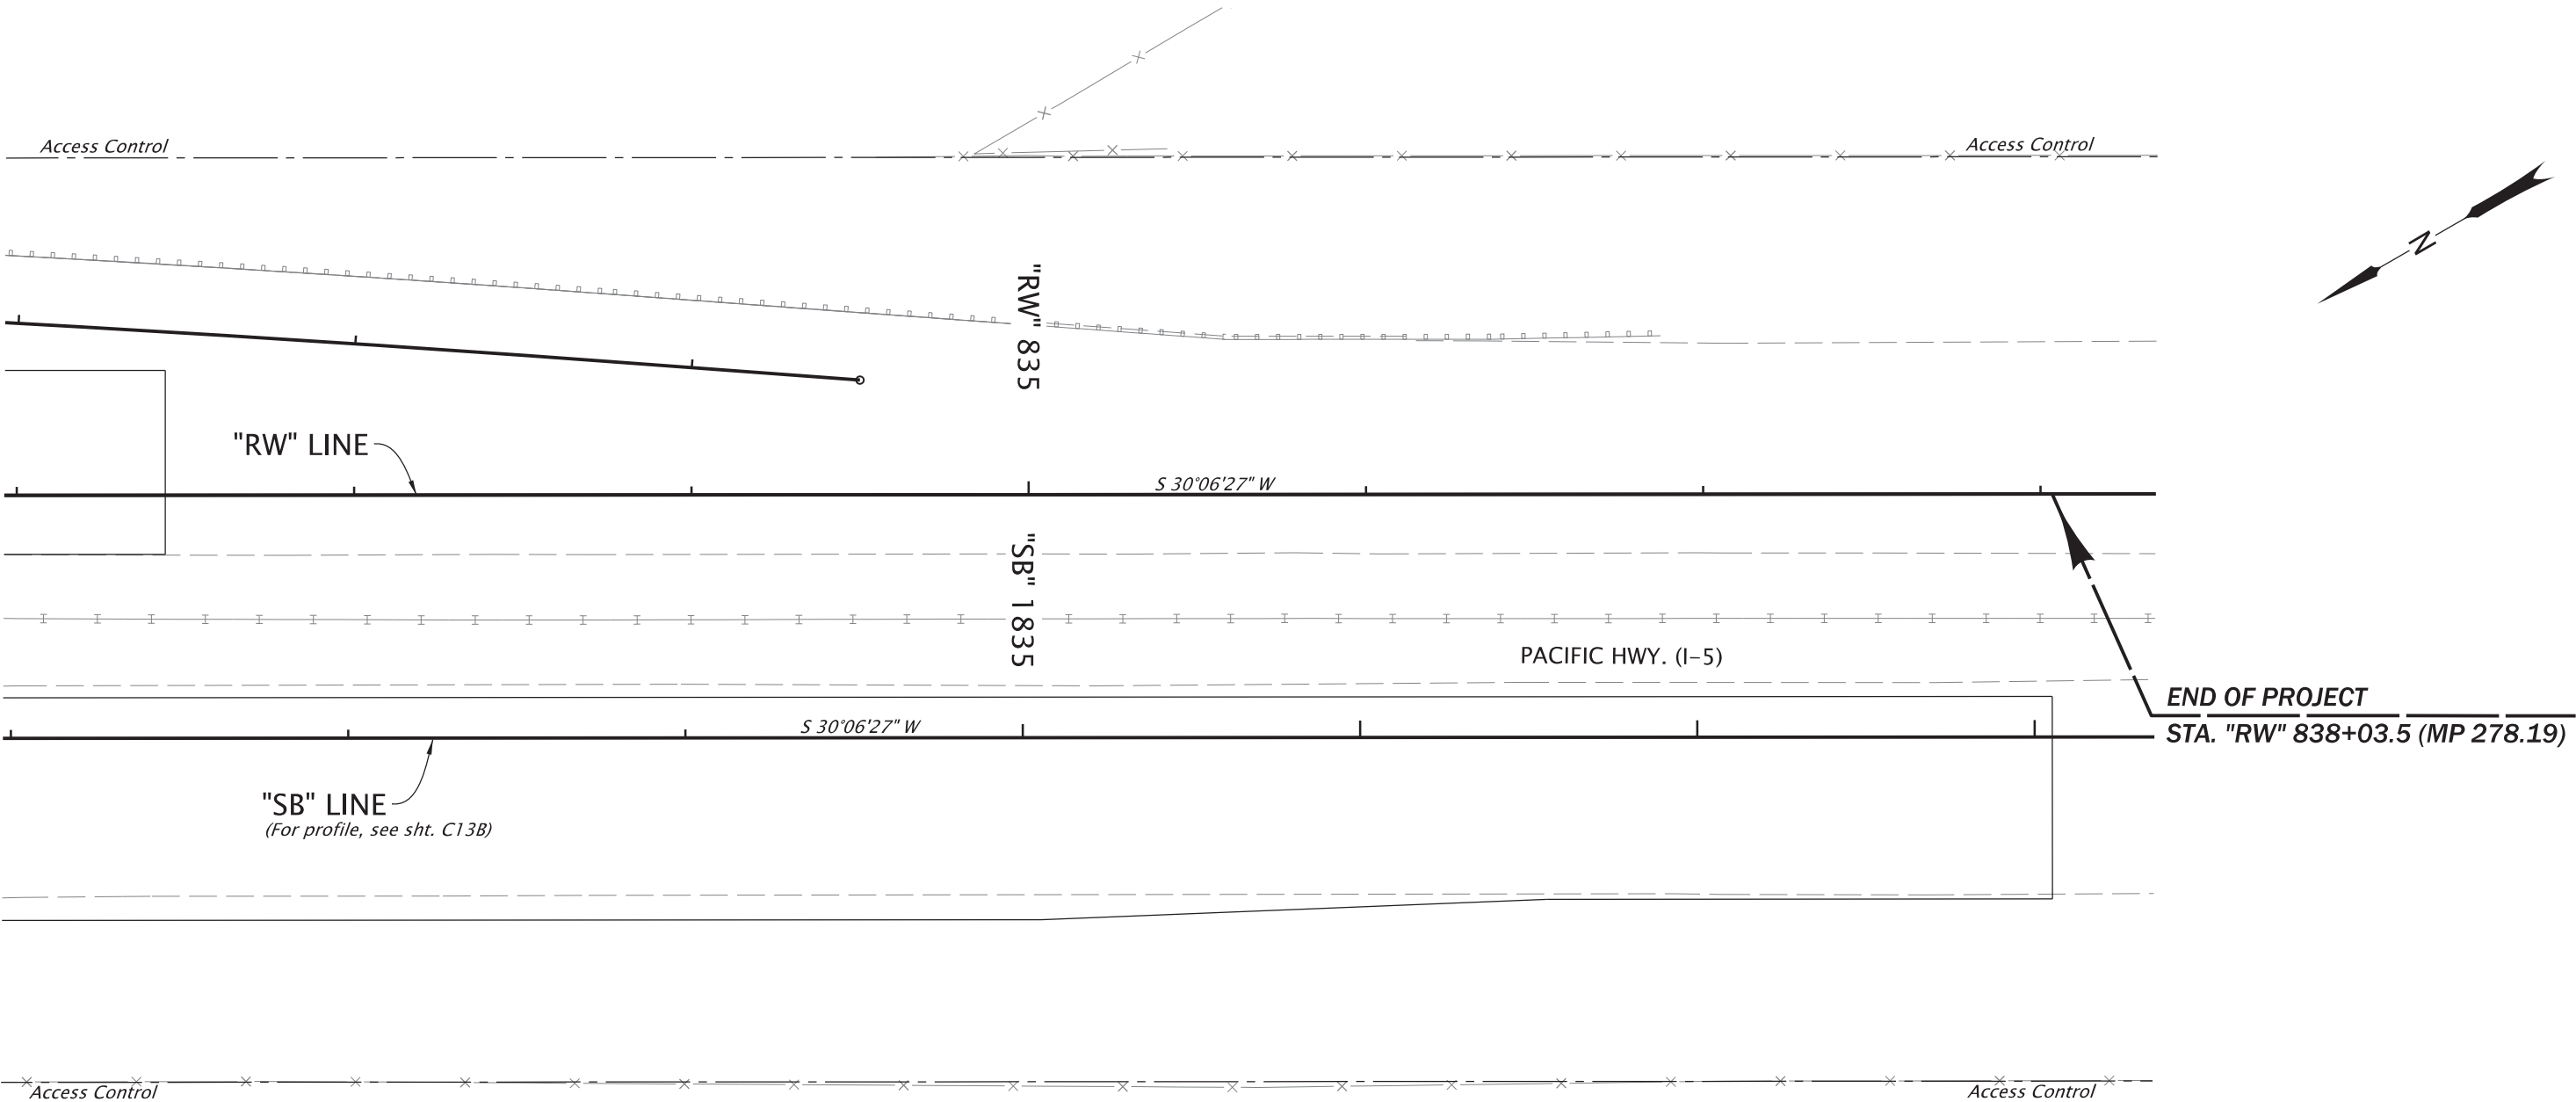 Access Control
Access Control
N
"RW" 835
"RW" LINE
S 30°06'27" W
"SB" 1835
PACIFIC HWY. (I-5)
END OF PROJECT
STA. "RW" 838+03.5 (MP 278.19)
S 30°06'27" W
"SB" LINE
(For profile, see sht. C13B)
Access Control
Access Control